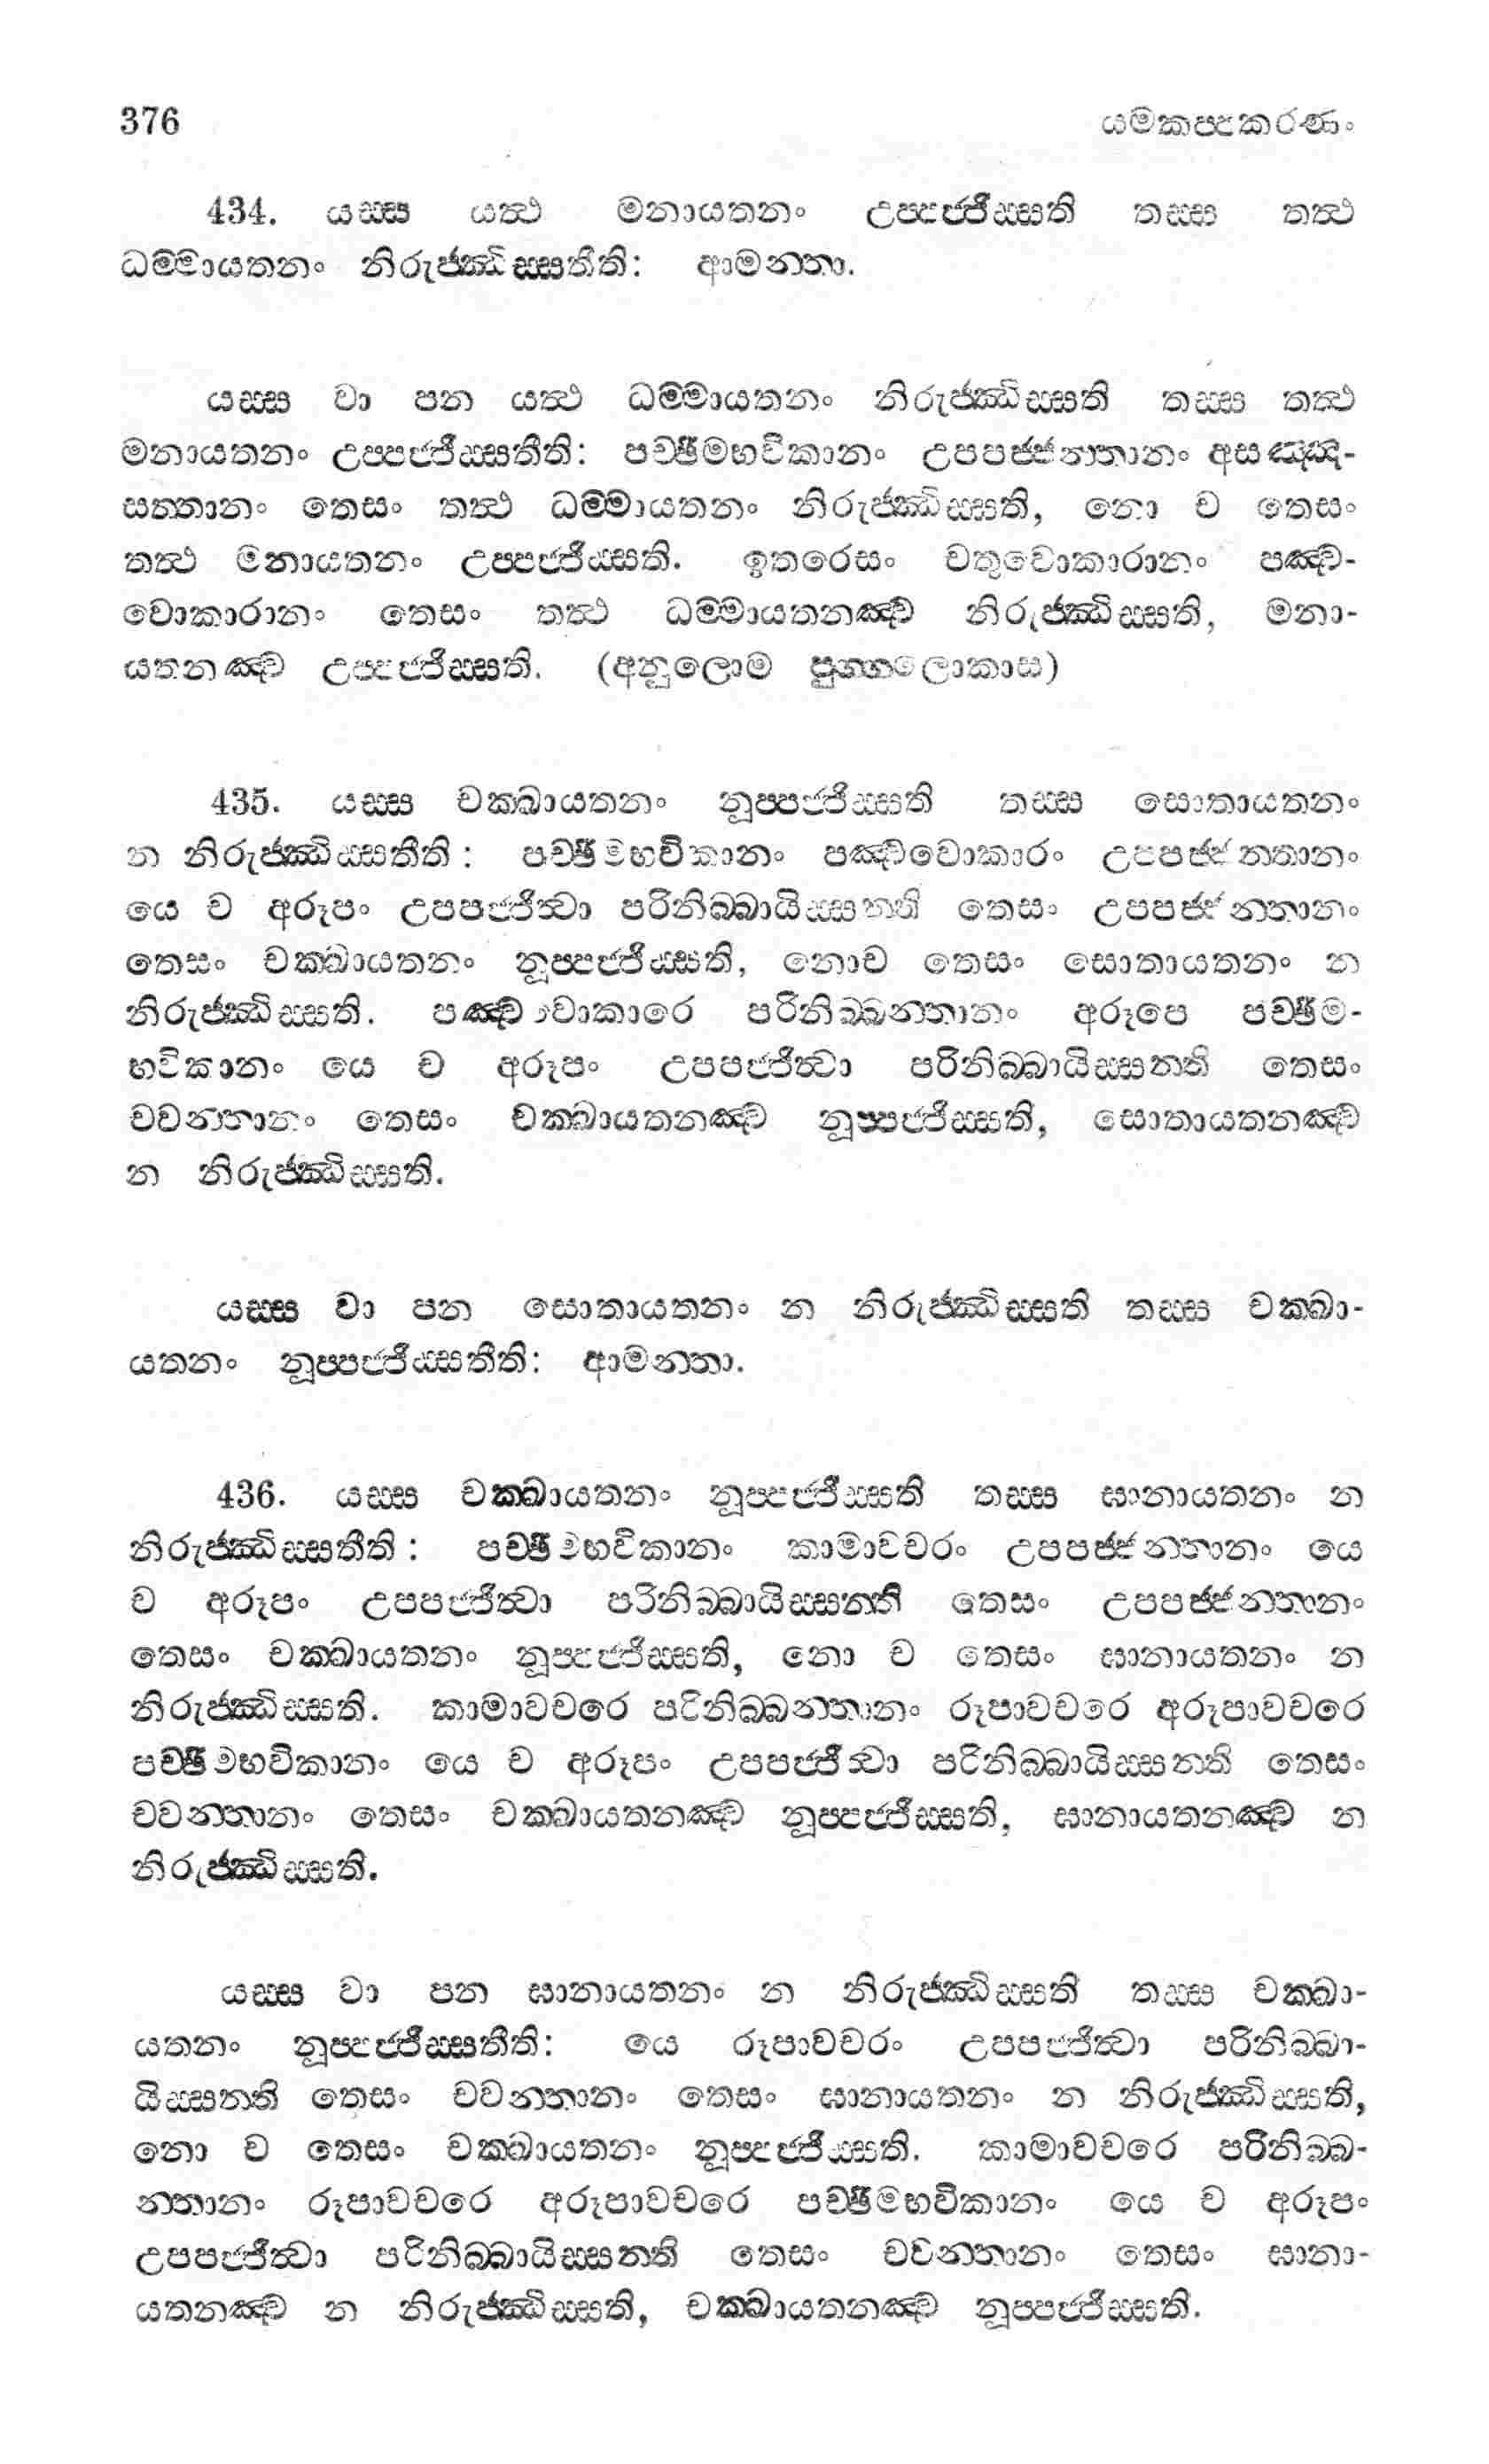 376 යමකප්පකරණං
434. යස්ස යත්ථ මනායතනං උප්පජ්ජිස්සති තස්ස තත්ථ
ධම්මායතනං නිරුජ්ඣිස්සතීති: ආමන්තා.
යස්ස වා පන යත්ථ ධම්මායතනං නිරුජ්ඣිස්සති තස්ස තත්ථ
මනායතනං උප්පජ්ජිස්සතීති: පච්ඡිමභවිකානං උපපජ්ජන්තානං අසඤ්ඤ-
සත්තානං තෙසං තත්ථ ධම්මායතනං නිරුජ්ඣිස්සති, නො ච තෙසං
තත්ථ මනායතනං උප්පජ්ජිස්සති. ඉතරෙසං චතුවොකාරානං පඤ්ච-
වොකාරානං තෙසං තත්ථ ධම්මායතනඤ්ච නිරුජ්ඣිස්සති, මනා-
යතනඤ්ච උප්පජ්ජිස්සති. (අනුලොම පුග්ගලොකාස)
435. යස්ස චක්ඛායතනං නූප්පජ්ජිස්සති තස්ස සොතායතනං
න නිරුජ්ඣිස්සතීති: පච්ඡිමභවිකානං පඤ්චවොකාරං උපපජ්ජන්තානං
යෙ ච අරූපං උපපජ්ජිත්වා පරිනිබ්බායිස්සන්ති තෙසං උපපජ්ජන්තානං
තෙසං චක්ඛායතනං නූප්පජ්ජිස්සති, නොච තෙසං සොතායතනං න
නිරුජ්ඣිස්සති. පඤ්චවොකාරෙ පරිනිබ්බන්තානං අරූපෙ පච්ඡිම-
භවිකානං යෙ ච අරූපං උපපජ්ජිත්වා පරිනිබ්බායිස්සන්ති තෙසං
චවන්තානං තෙසං චක්ඛායතනඤ්ච නූප්පජ්ජිස්සති, සොතායතනඤ්ච
න නිරුජ්ඣිස්සති.
යස්ස වා පන සොතායතනං න නිරුජ්ඣිස්සති තස්ස චක්ඛා-
යතනං නූප්පජ්ජිස්සතීති: ආමන්තා.
436. යස්ස චක්ඛායතනං නූප්පජ්ජිස්සති තස්ස ඝානායතනං න
නිරුජ්ඣිස්සතීති: පච්ඡිමභවිකානං කාමාවචරං උපපජ්ජන්තානං යෙ
ච අරූපං උපපජ්ජිත්වා පරිනිබ්බායිස්සන්ති තෙසං උපපජ්ජන්තානං
තෙසං චක්ඛායතනං නූප්පජ්ජිස්සති, නො ච තෙසං ඝානායතනං න
නිරුජ්ඣිස්සති. කාමාවචරෙ පරිනිබ්බන්තානං රූපාවචරෙ අරූපාවචරෙ
පච්ඡිමභවිකානං යෙ ච අරූපං උපපජ්ජිත්වා පරිනිබ්බායිස්සන්ති තෙසං
චවන්තානං තෙසං චක්ඛායතනඤ්ච නූප්පජ්ජිස්සති, ඝානායතනඤ්ච න
නිරුජ්ඣිස්සති.
යස්ස වා පන ඝානායතනං න නිරුජ්ඣිස්සති තස්ස චක්ඛා-
යතනං නූප්පජ්ජිස්සතීති: යෙ රූපාවචරං උපපජ්ජිත්වා පරිනිබ්බා-
යිස්සන්ති තෙසං චවන්තානං තෙසං ඝානායතනං න නිරුජ්ඣිස්සති,
නො ච තෙසං චක්ඛායතනං නූප්පජ්ජිස්සති. කාමාවචරෙ පරිනිබ්බ-
න්තානං රූපාවචරෙ අරූපාවචරෙ පච්ඡිමභවිකානං යෙ ච අරූපං
උපපජ්ජිත්වා පරිනිබ්බායිස්සන්ති තෙසං චවන්තානං තෙසං ඝානා-
යතනඤ්ච න නිරුජ්ඣිස්සති, චක්ඛායතනඤ්ච නූප්පජ්ජිස්සති.